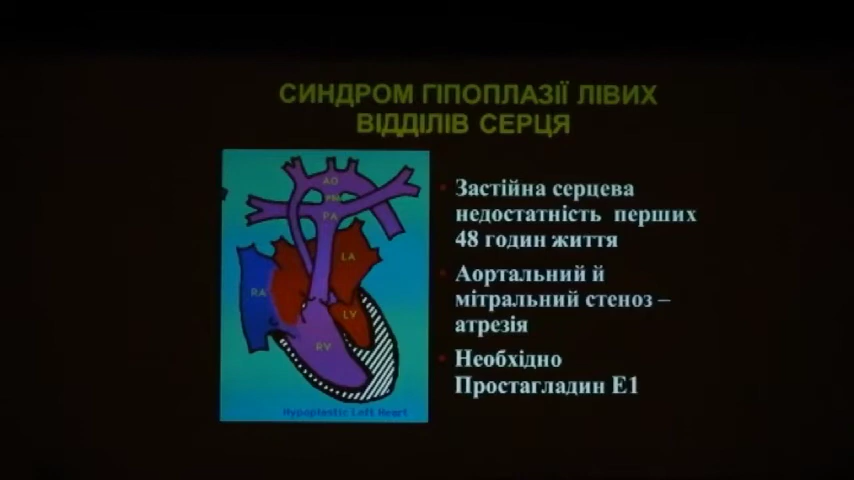 СИНДРОМ ГІПОПЛАЗІЇ ЛІВИХ
ВІДДІЛІВ СЕРЦЯ
AO
PA
LA
RA
LV
RV
Hypoplastic Left Heart
Застійна серцева
недостатність перших
48 годин життя
Аортальний й
мітральний стеноз –
атрезія
Необхідно
Простагладин Е1